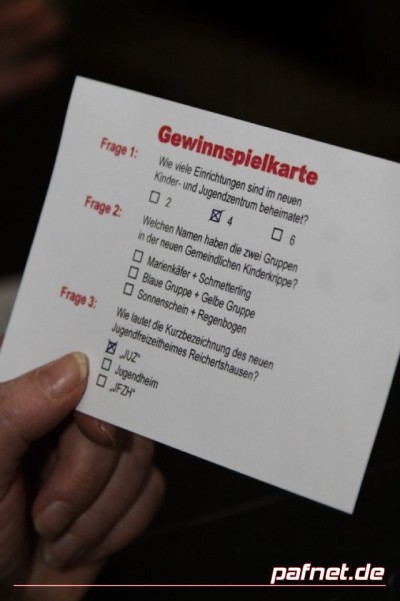 Gewinnspielkarte
Frage 1:
Wie viele Einrichtungen sind im neuen
Kinder- und Jugendzentrum beheimatet?
☐ 2 ☒ 4 ☐ 6
Frage 2:
Welchen Namen haben die zwei Gruppen
in der neuen Gemeindlichen Kinderkrippe?
☐ Marienkäfer + Schmetterling
☐ Blaue Gruppe + Gelbe Gruppe
☐ Sonnenschein + Regenbogen
Frage 3:
Wie lautet die Kurzbezeichnung des neuen
Jugendfreizeitheimes Reichertshausen?
☒ „JUZ“
☐ Jugendheim
☐ „JFZH“
pafnet.de